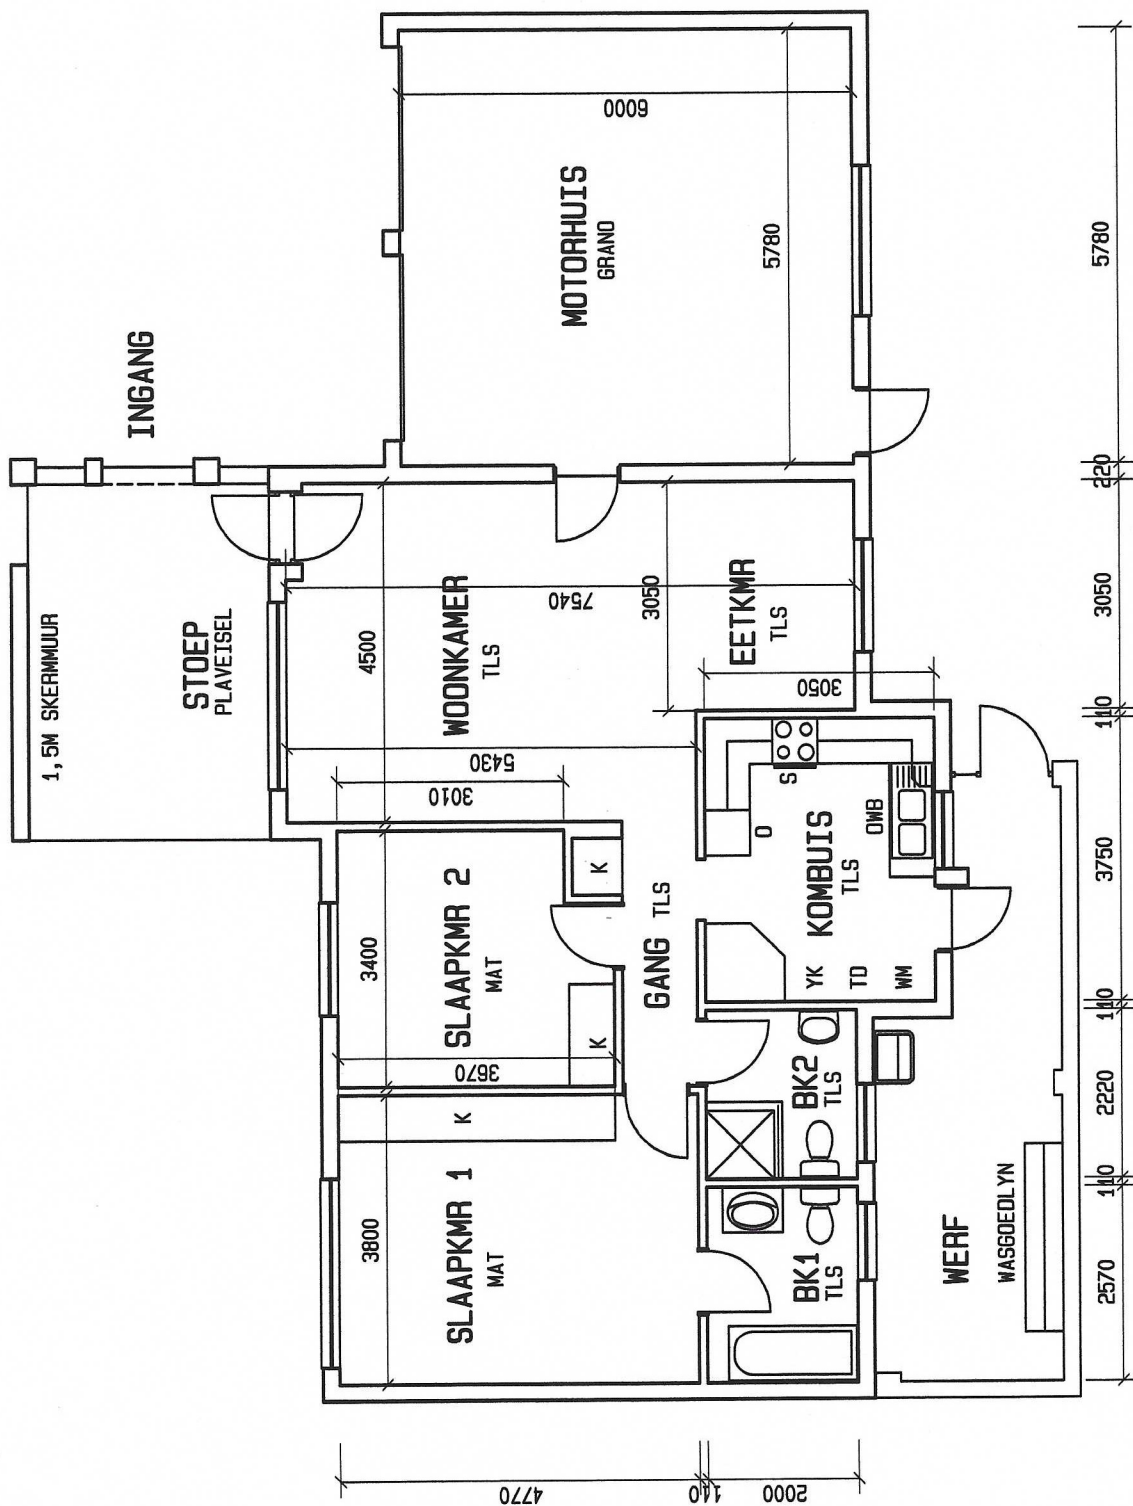 INGANG
1,5M SKERMMUUR
STOEP
PLAVEISEL
MOTORHUIS
GRANO
6000
5780
WOONKAMER
TLS
4500
7540
5430
3010
3050
EETKMR
TLS
3050
SLAAPKMR 2
MAT
3400
3670
K
K
SLAAPKMR 1
MAT
3800
K
GANG TLS
KOMBUIS
TLS
O
S
OWB
YK
TD
WM
BK2
TLS
BK1
TLS
WERF
WASGOEDLYN
4770
110
2000
2570
110
2220
110
3750
110
3050
220
5780